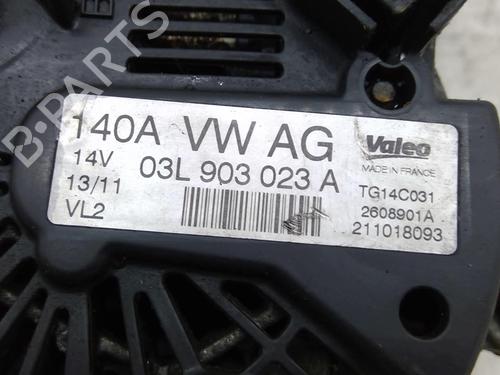 B-PARTS
140A VW AG
14V 03L 903 023 A
13/11
VL2
Valeo
MADE IN FRANCE
TG14C031
2608901A
211018093